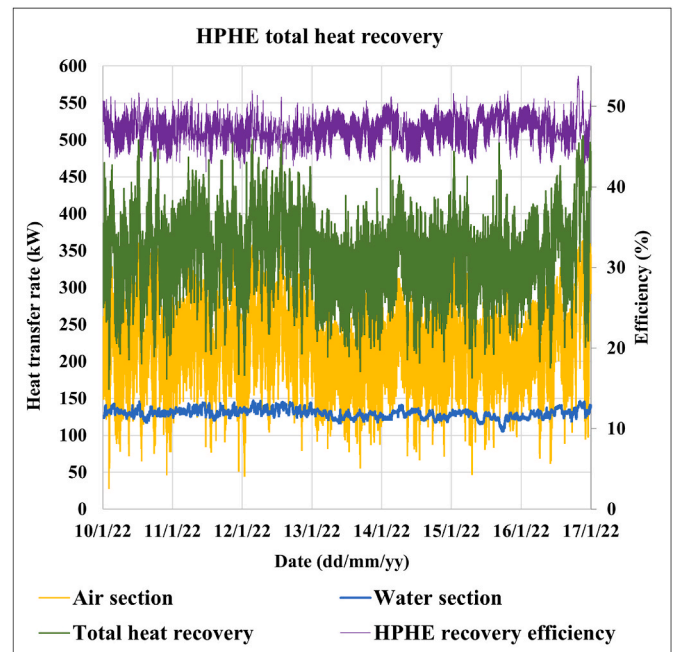 HPHE total heat recovery
Heat transfer rate (kW)
600
550
500
450
400
350
300
250
200
150
100
50
0
50
40
30
20
10
0
Efficiency (%)
10/1/22 11/1/22 12/1/22 13/1/22 14/1/22 15/1/22 16/1/22 17/1/22
Date (dd/mm/yy)
Air section Water section
Total heat recovery HPHE recovery efficiency